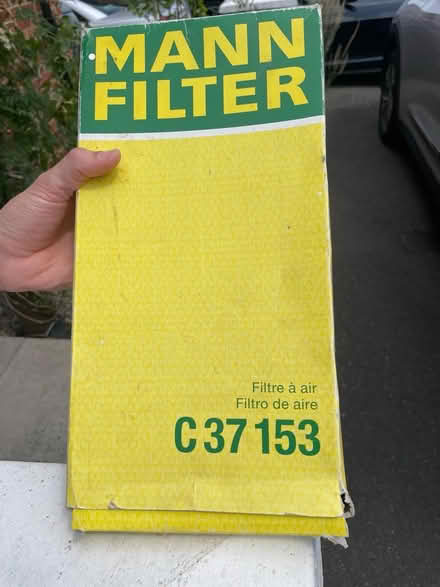 MANN
FILTER
Filtre à air
Filtro de aire
C 37 153